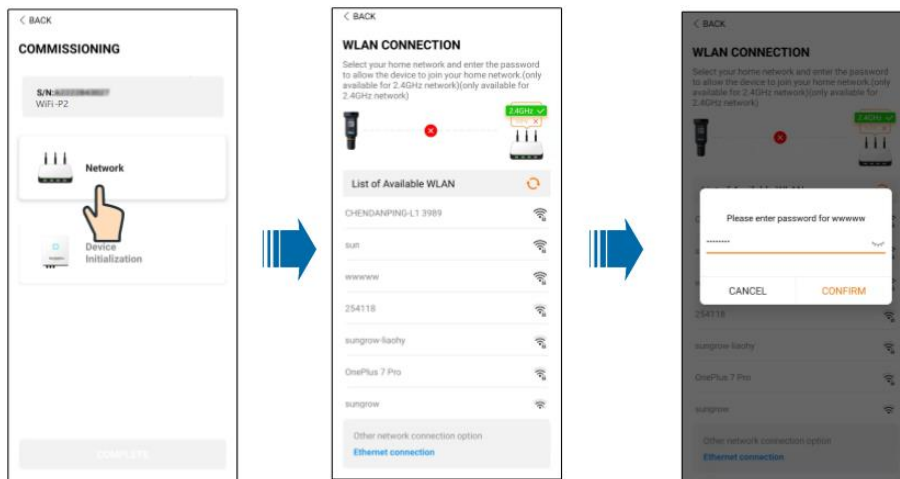 < BACK
COMMISSIONING
S/N:
WiFi -P2
Network
Device
Initialization
COMPLETE
< BACK
WLAN CONNECTION
Select your home network and enter the password
to allow the device to join your home network.(only
available for 2.4GHz network)(only available for
2.4GHz network)
2.4GHz
List of Available WLAN
CHENDANPING-L1 3989
sun
wwwww
254118
sungrow-liaohy
OnePlus 7 Pro
sungrow
Other network connection option
Ethernet connection
< BACK
WLAN CONNECTION
Select your home network and enter the password
to allow the device to join your home network.(only
available for 2.4GHz network)(only available for
2.4GHz network)
2.4GHz
Please enter password for wwwww
CANCEL
CONFIRM
254118
sungrow-liaohy
OnePlus 7 Pro
sungrow
Other network connection option
Ethernet connection